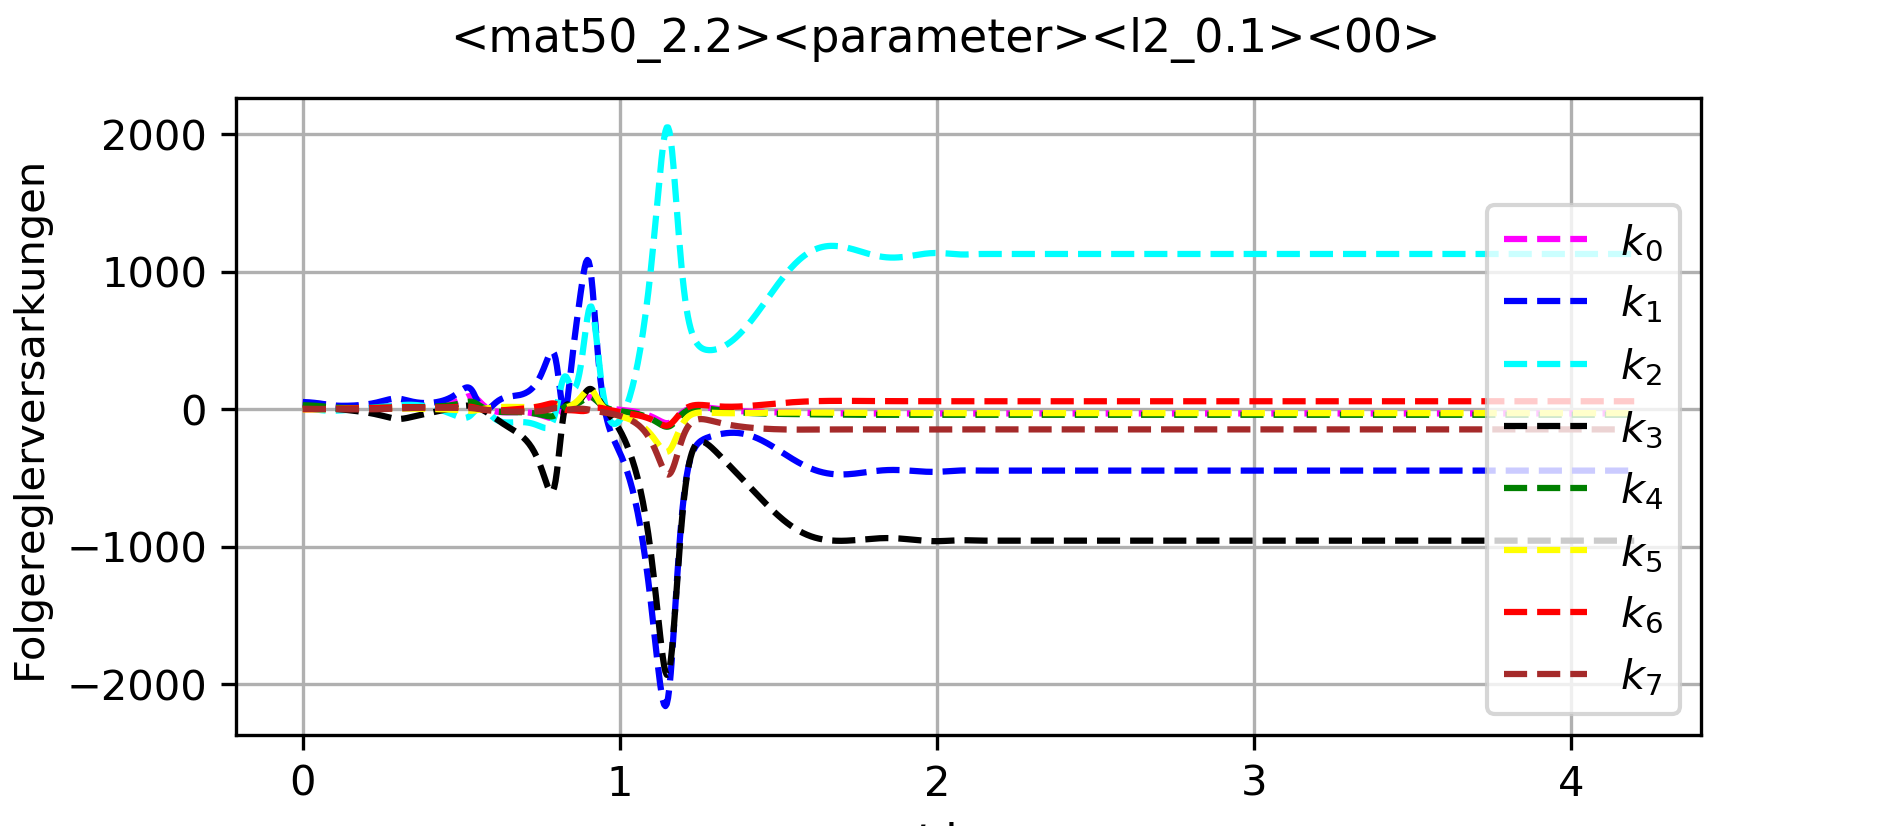 <mat50_2.2><parameter><l2_0.1><00>
Folgereglerversarkungen
2000
1000
0
−1000
−2000
0 1 2 3 4
k0
k1
k2
k3
k4
k5
k6
k7